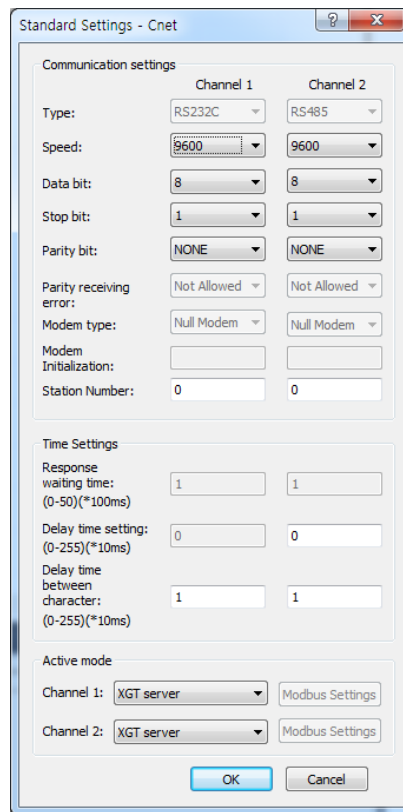 Standard Settings - Cnet
Communication settings
Channel 1 Channel 2
Type: RS232C RS485
Speed: 9600 9600
Data bit: 8 8
Stop bit: 1 1
Parity bit: NONE NONE
Parity receiving error: Not Allowed Not Allowed
Modem type: Null Modem Null Modem
Modem Initialization:
Station Number: 0 0
Time Settings
Response
waiting time: 1 1
(0-50)(*100ms)
Delay time setting: 0 0
(0-255)(*10ms)
Delay time
between
character: 1 1
(0-255)(*10ms)
Active mode
Channel 1: XGT server Modbus Settings
Channel 2: XGT server Modbus Settings
OK Cancel